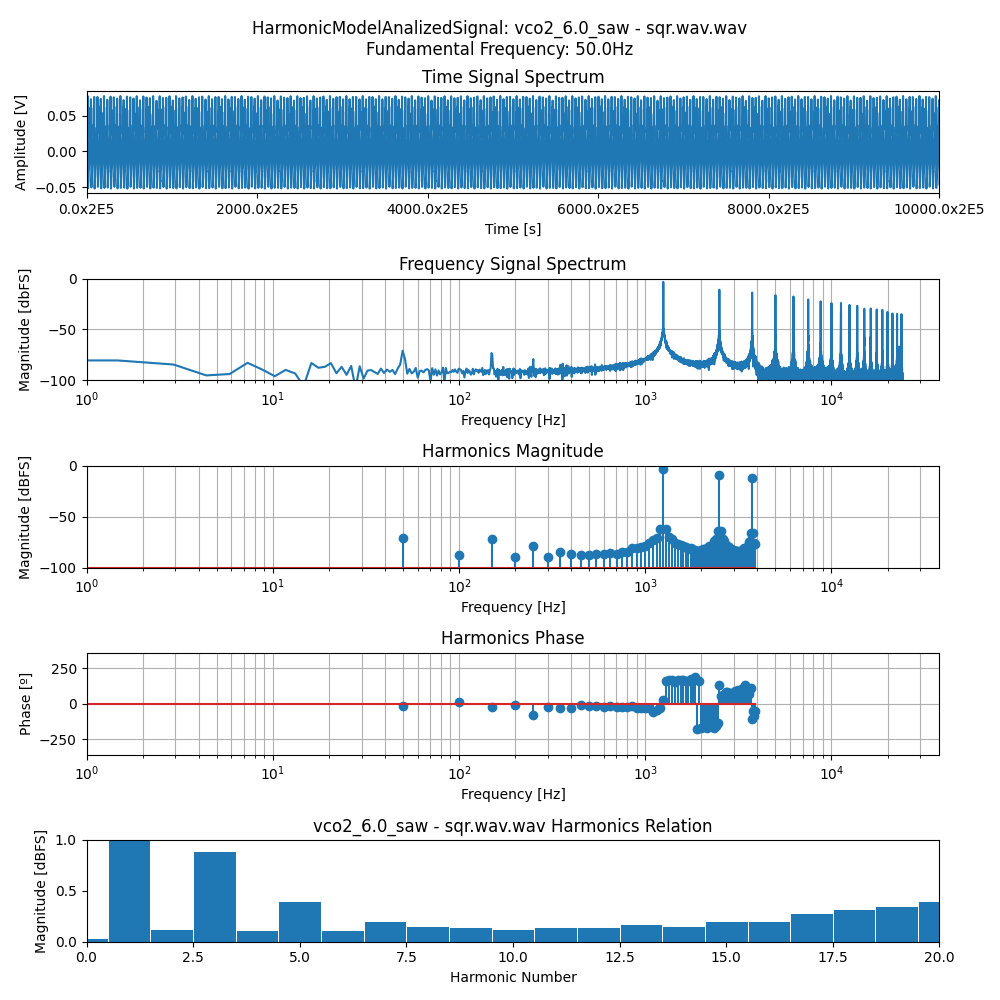 HarmonicModelAnalizedSignal: vco2_6.0_saw - sqr.wav.wav
Fundamental Frequency: 50.0Hz
Time Signal Spectrum
Amplitude [V]
0.05
0.00
−0.05
0.0x2E5 2000.0x2E5 4000.0x2E5 6000.0x2E5 8000.0x2E5 10000.0x2E5
Time [s]
Frequency Signal Spectrum
Magnitude [dbFS]
0
−50
−100
10^0 10^1 10^2 10^3 10^4
Frequency [Hz]
Harmonics Magnitude
Magnitude [dBFS]
0
−50
−100
10^0 10^1 10^2 10^3 10^4
Frequency [Hz]
Harmonics Phase
Phase [º]
250
0
−250
10^0 10^1 10^2 10^3 10^4
Frequency [Hz]
vco2_6.0_saw - sqr.wav.wav Harmonics Relation
Magnitude [dBFS]
1.0
0.5
0.0
0.0 2.5 5.0 7.5 10.0 12.5 15.0 17.5 20.0
Harmonic Number